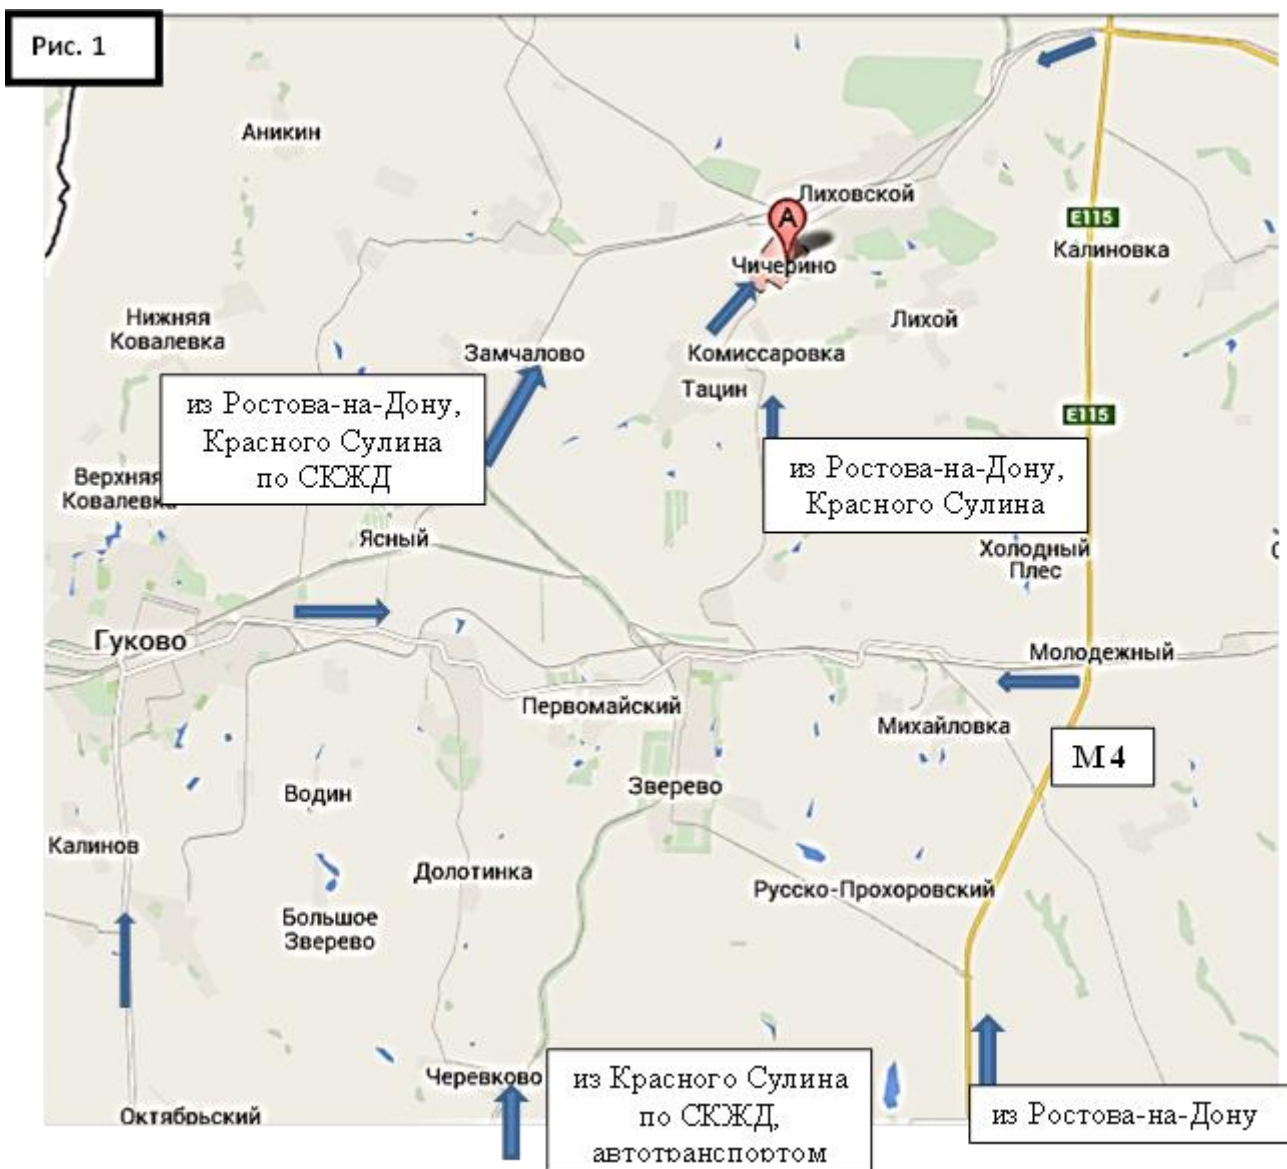 Рис. 1
Аникин
Лиховской
А
E115
Калиновка
Чичерино
Нижняя
Ковалевка
Лихой
Замчалово
Комиссаровка
Тацин
из Ростова-на-Дону,
Красного Сулина
по СКЖД
E115
из Ростова-на-Дону,
Красного Сулина
Верхняя
Ковалевка
Ясный
Холодный
Плес
Гуково
Молодежный
Первомайский
Михайловка
М4
Зверево
Водин
Калинов
Долотинка
Русско-Прохоровский
Большое
Зверево
Черевково
из Красного Сулина
по СКЖД,
автотранспортом
из Ростова-на-Дону
Октябрьский